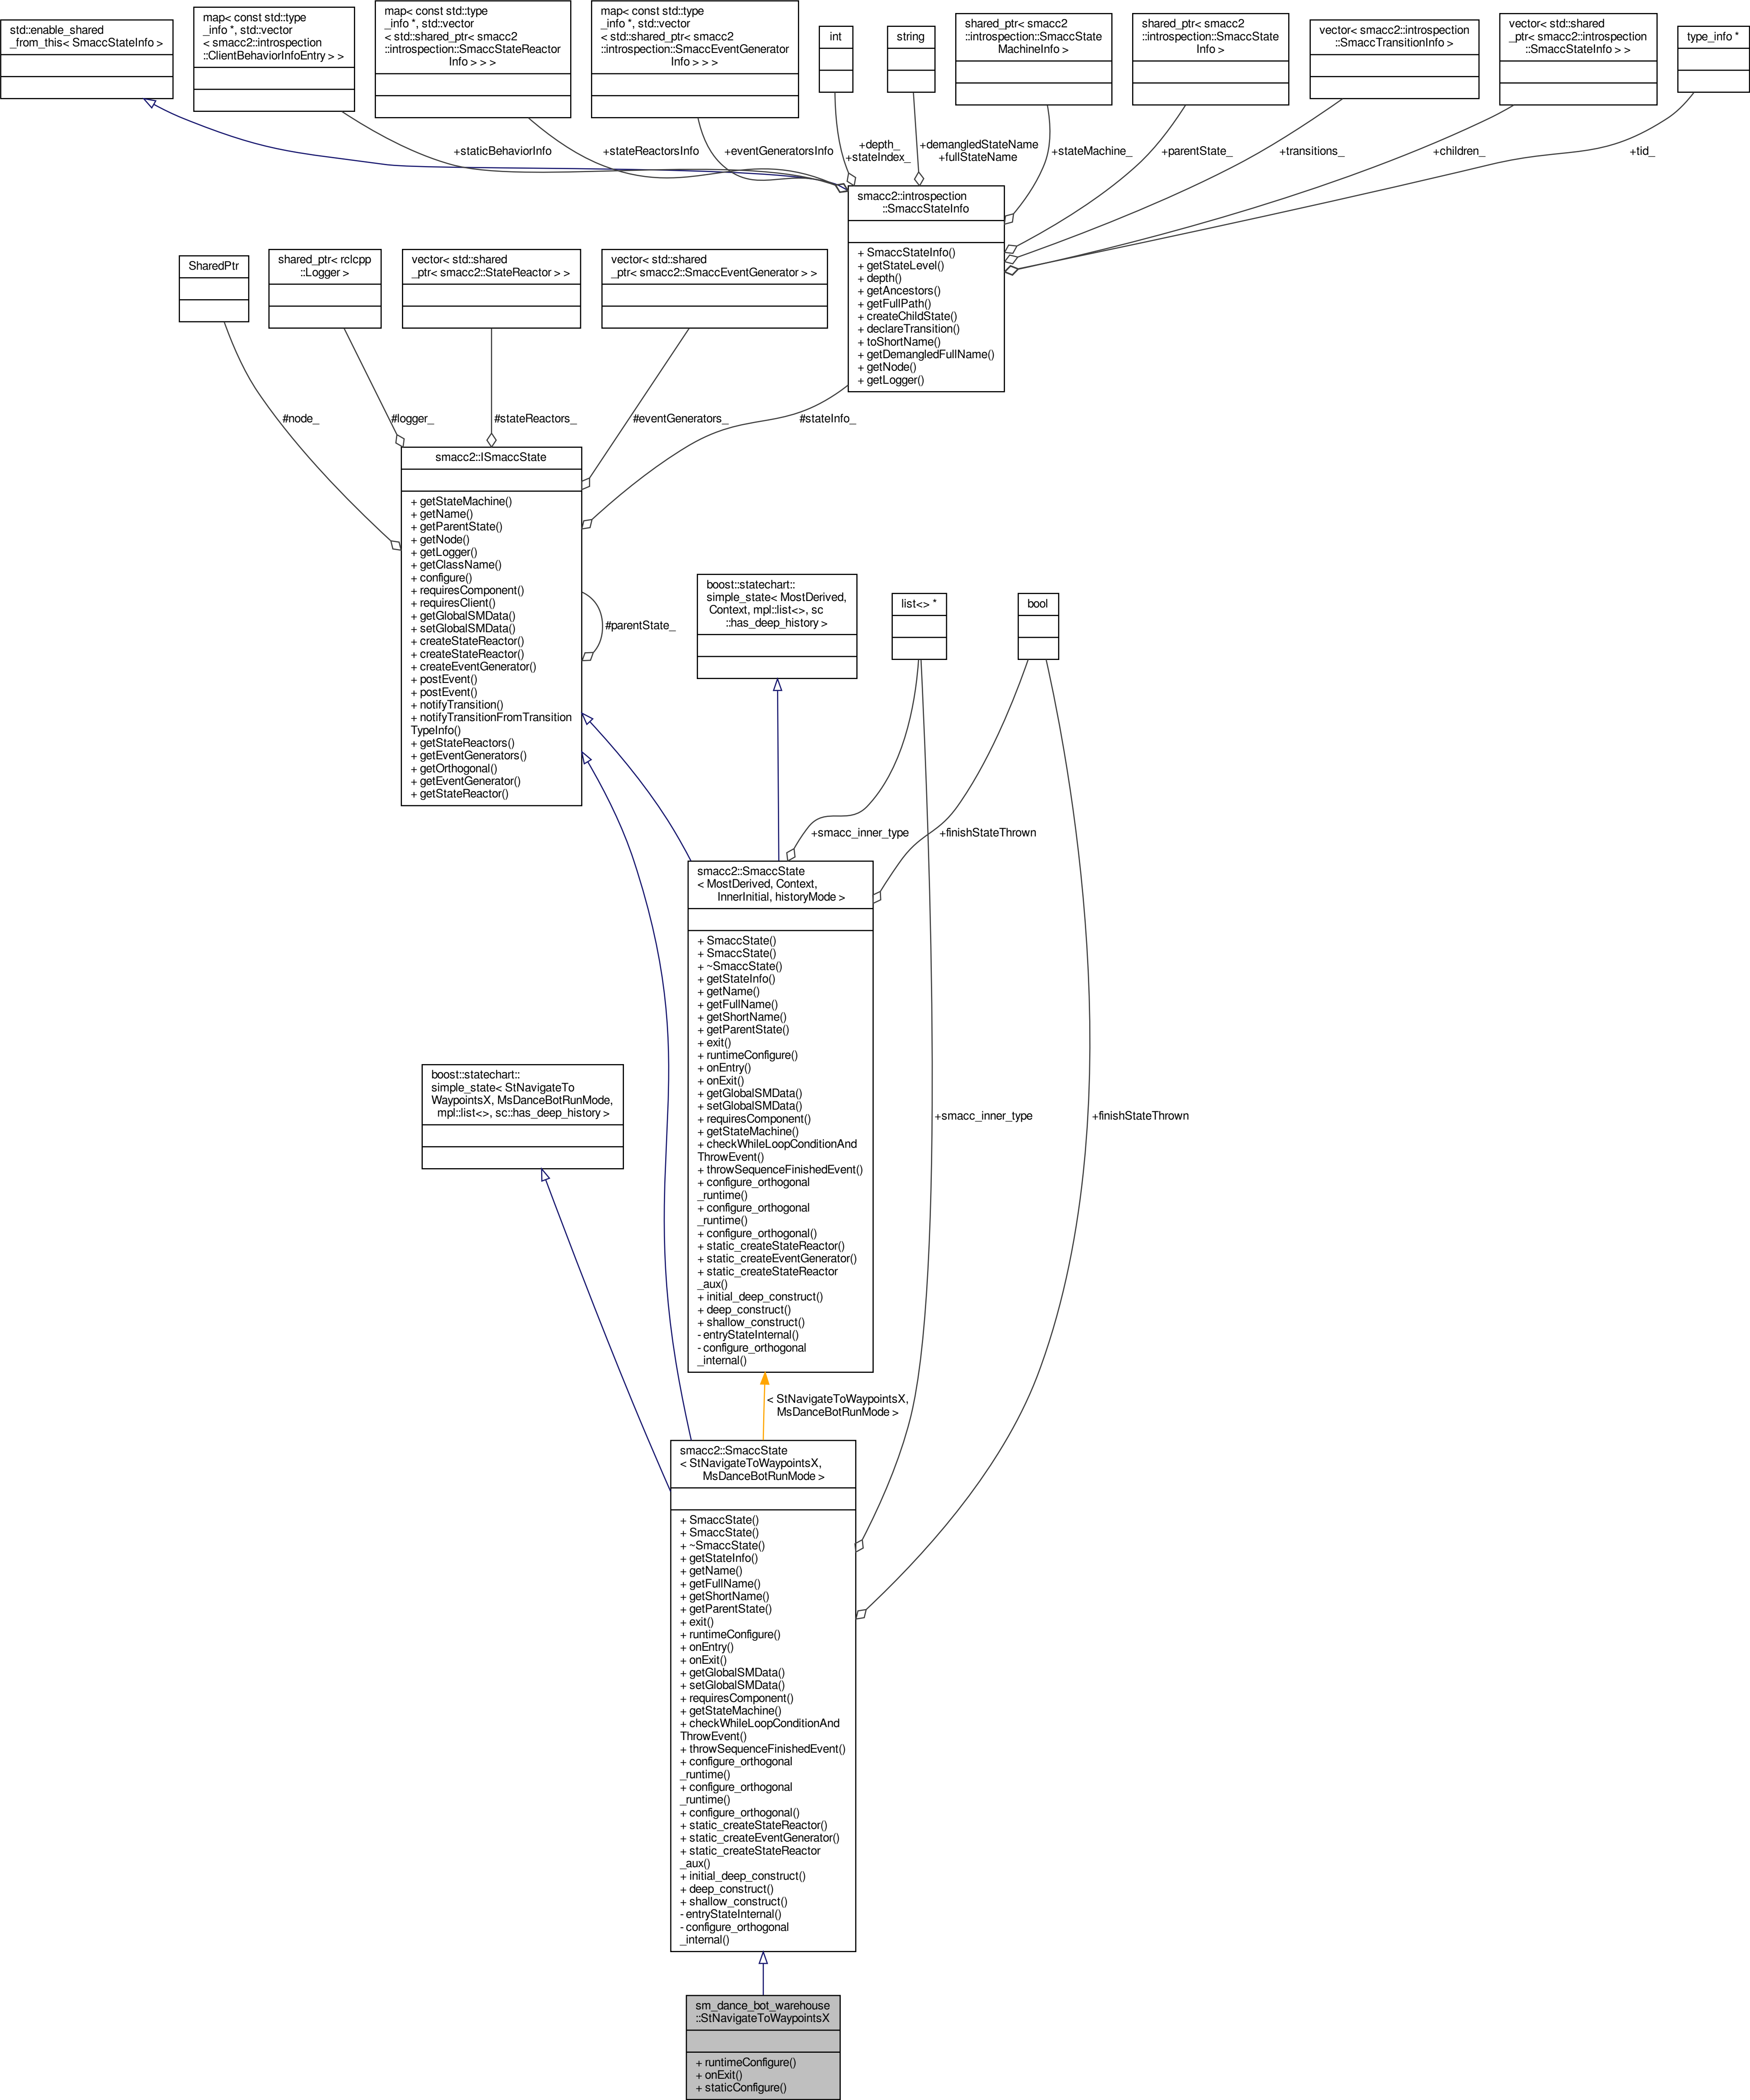 std::enable_shared
_from_this< SmaccStateInfo >
map< const std::type
_info *, std::vector
< smacc2::introspection
::ClientBehaviorInfoEntry > >
map< const std::type
_info *, std::vector
< std::shared_ptr< smacc2
::introspection::SmaccStateReactor
Info > > >
map< const std::type
_info *, std::vector
< std::shared_ptr< smacc2
::introspection::SmaccEventGenerator
Info > > >
int
string
shared_ptr< smacc2
::introspection::SmaccState
MachineInfo >
shared_ptr< smacc2
::introspection::SmaccState
Info >
vector< smacc2::introspection
::SmaccTransitionInfo >
vector< std::shared
_ptr< smacc2::introspection
::SmaccStateInfo > >
type_info *
+staticBehaviorInfo
+stateReactorsInfo
+eventGeneratorsInfo
+depth_
+stateIndex_
+demangledStateName
+fullStateName
+stateMachine_
+parentState_
+transitions_
+children_
+tid_
smacc2::introspection
::SmaccStateInfo
+ SmaccStateInfo()
+ getStateLevel()
+ depth()
+ getAncestors()
+ getFullPath()
+ createChildState()
+ declareTransition()
+ toShortName()
+ getDemangledFullName()
+ getNode()
+ getLogger()
SharedPtr
shared_ptr< rclcpp
::Logger >
vector< std::shared
_ptr< smacc2::StateReactor > >
vector< std::shared
_ptr< smacc2::SmaccEventGenerator > >
#node_
#logger_
#stateReactors_
#eventGenerators_
#stateInfo_
smacc2::ISmaccState
+ getStateMachine()
+ getName()
+ getParentState()
+ getNode()
+ getLogger()
+ getClassName()
+ configure()
+ requiresComponent()
+ requiresClient()
+ getGlobalSMData()
+ setGlobalSMData()
+ createStateReactor()
+ createStateReactor()
+ createEventGenerator()
+ postEvent()
+ postEvent()
+ notifyTransition()
+ notifyTransitionFromTransition
TypeInfo()
+ getStateReactors()
+ getEventGenerators()
+ getOrthogonal()
+ getEventGenerator()
+ getStateReactor()
#parentState_
boost::statechart::
simple_state< MostDerived,
Context, mpl::list<>, sc
::has_deep_history >
list<> *
bool
+smacc_inner_type
+finishStateThrown
smacc2::SmaccState
< MostDerived, Context,
InnerInitial, historyMode >
+ SmaccState()
+ SmaccState()
+ ~SmaccState()
+ getStateInfo()
+ getName()
+ getFullName()
+ getShortName()
+ getParentState()
+ exit()
+ runtimeConfigure()
+ onEntry()
+ onExit()
+ getGlobalSMData()
+ setGlobalSMData()
+ requiresComponent()
+ getStateMachine()
+ checkWhileLoopConditionAnd
ThrowEvent()
+ throwSequenceFinishedEvent()
+ configure_orthogonal
_runtime()
+ configure_orthogonal
_runtime()
+ configure_orthogonal()
+ static_createStateReactor()
+ static_createEventGenerator()
+ static_createStateReactor
_aux()
+ initial_deep_construct()
+ deep_construct()
+ shallow_construct()
- entryStateInternal()
- configure_orthogonal
_internal()
boost::statechart::
simple_state< StNavigateTo
WaypointsX, MsDanceBotRunMode,
mpl::list<>, sc::has_deep_history >
+smacc_inner_type
+finishStateThrown
< StNavigateToWaypointsX,
MsDanceBotRunMode >
smacc2::SmaccState
< StNavigateToWaypointsX,
MsDanceBotRunMode >
+ SmaccState()
+ SmaccState()
+ ~SmaccState()
+ getStateInfo()
+ getName()
+ getFullName()
+ getShortName()
+ getParentState()
+ exit()
+ runtimeConfigure()
+ onEntry()
+ onExit()
+ getGlobalSMData()
+ setGlobalSMData()
+ requiresComponent()
+ getStateMachine()
+ checkWhileLoopConditionAnd
ThrowEvent()
+ throwSequenceFinishedEvent()
+ configure_orthogonal
_runtime()
+ configure_orthogonal
_runtime()
+ configure_orthogonal()
+ static_createStateReactor()
+ static_createEventGenerator()
+ static_createStateReactor
_aux()
+ initial_deep_construct()
+ deep_construct()
+ shallow_construct()
- entryStateInternal()
- configure_orthogonal
_internal()
sm_dance_bot_warehouse
::StNavigateToWaypointsX
+ runtimeConfigure()
+ onExit()
+ staticConfigure()